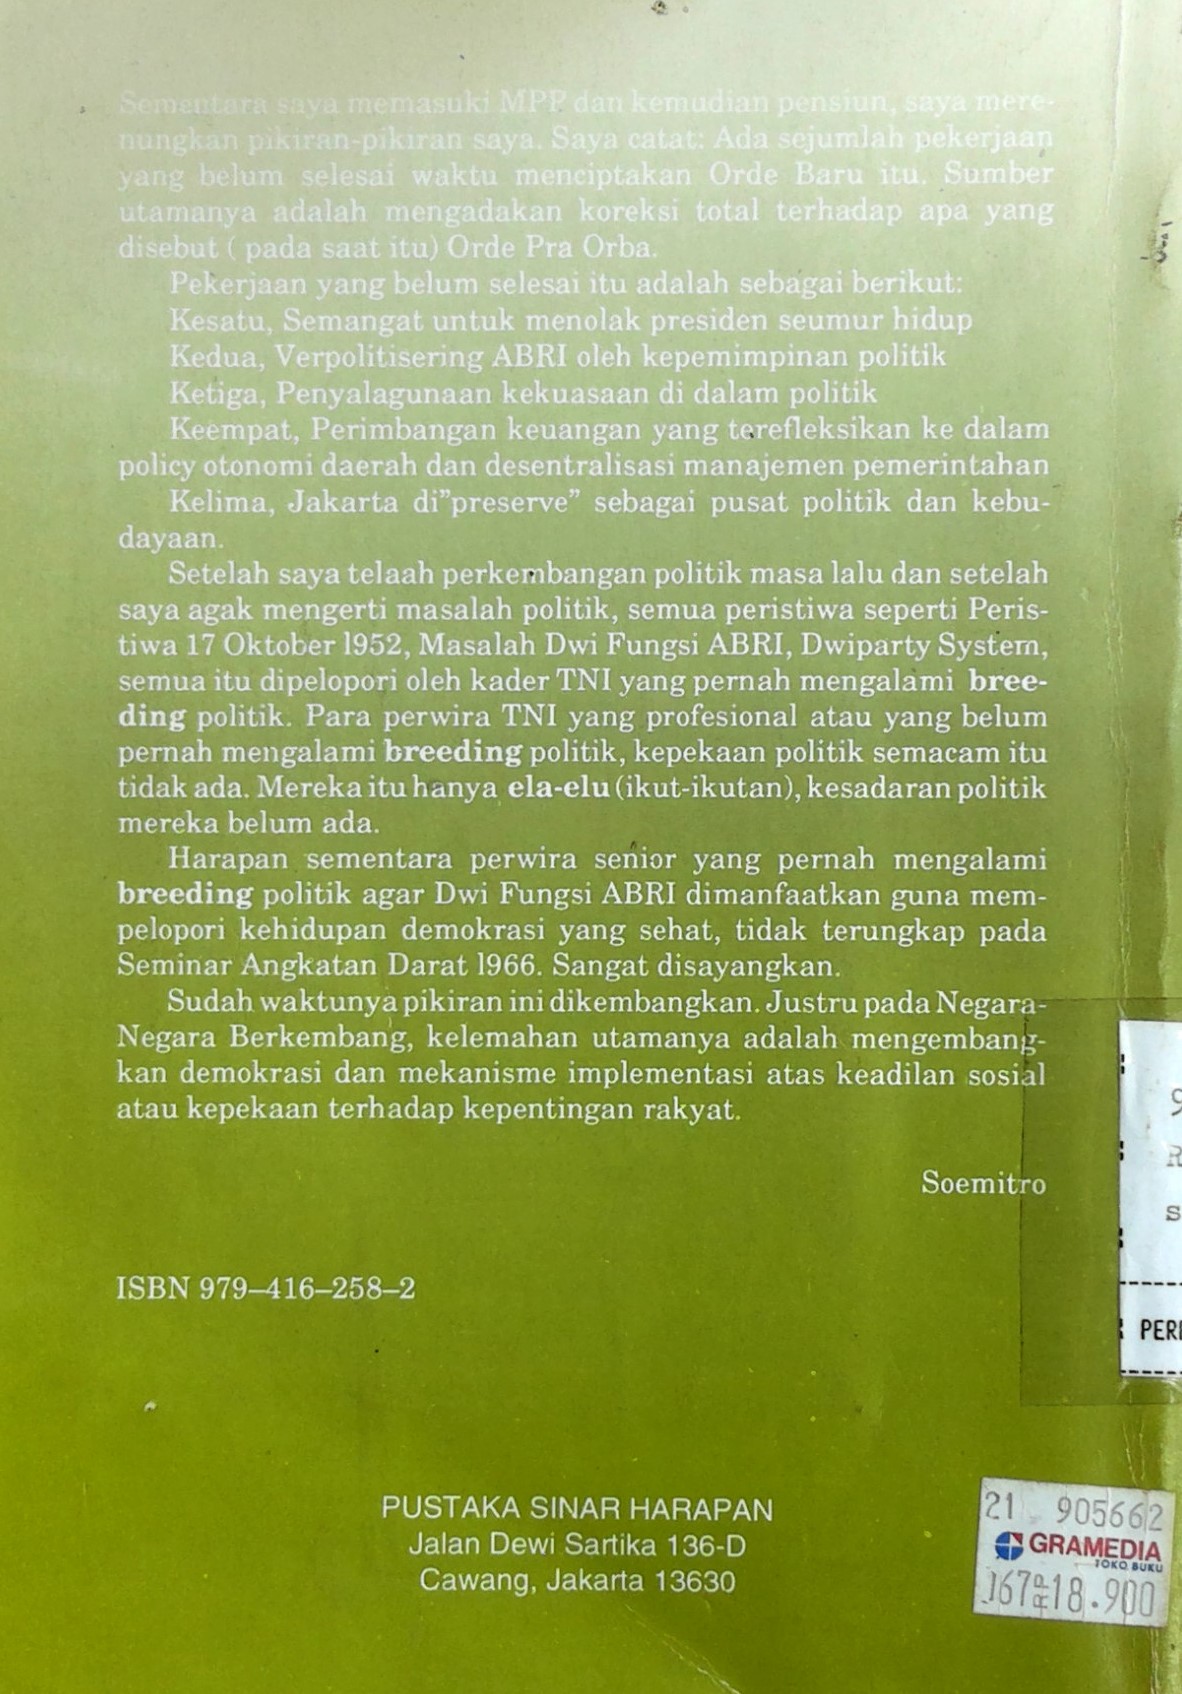 Sementara saya memasuki MPP dan kemudian pensiun, saya mere-
nungkan pikiran-pikiran saya. Saya catat: Ada sejumlah pekerjaan
yang belum selesai waktu menciptakan Orde Baru itu. Sumber
utamanya adalah mengadakan koreksi total terhadap apa yang
disebut ( pada saat itu) Orde Pra Orba.
Pekerjaan yang belum selesai itu adalah sebagai berikut:
Kesatu, Semangat untuk menolak presiden seumur hidup
Kedua, Verpolitisering ABRI oleh kepemimpinan politik
Ketiga, Penyalagunaan kekuasaan di dalam politik
Keempat, Perimbangan keuangan yang terefleksikan ke dalam
policy otonomi daerah dan desentralisasi manajemen pemerintahan
Kelima, Jakarta di”preserve” sebagai pusat politik dan kebu-
dayaan.
Setelah saya telaah perkembangan politik masa lalu dan setelah
saya agak mengerti masalah politik, semua peristiwa seperti Peris-
tiwa 17 Oktober 1952, Masalah Dwi Fungsi ABRI, Dwiparty System,
semua itu dipelopori oleh kader TNI yang pernah mengalami bree-
ding politik. Para perwira TNI yang profesional atau yang belum
pernah mengalami breeding politik, kepekaan politik semacam itu
tidak ada. Mereka itu hanya ela-elu (ikut-ikutan), kesadaran politik
mereka belum ada.
Harapan sementara perwira senior yang pernah mengalami
breeding politik agar Dwi Fungsi ABRI dimanfaatkan guna mem-
pelopori kehidupan demokrasi yang sehat, tidak terungkap pada
Seminar Angkatan Darat 1966. Sangat disayangkan.
Sudah waktunya pikiran ini dikembangkan. Justru pada Negara-
Negara Berkembang, kelemahan utamanya adalah mengembang-
kan demokrasi dan mekanisme implementasi atas keadilan sosial
atau kepekaan terhadap kepentingan rakyat.
Soemitro
ISBN 979–416–258–2
PERE
PUSTAKA SINAR HARAPAN
Jalan Dewi Sartika 136-D
Cawang, Jakarta 13630
21 905662
GRAMEDIA
TOKO BUKU
167 18.900